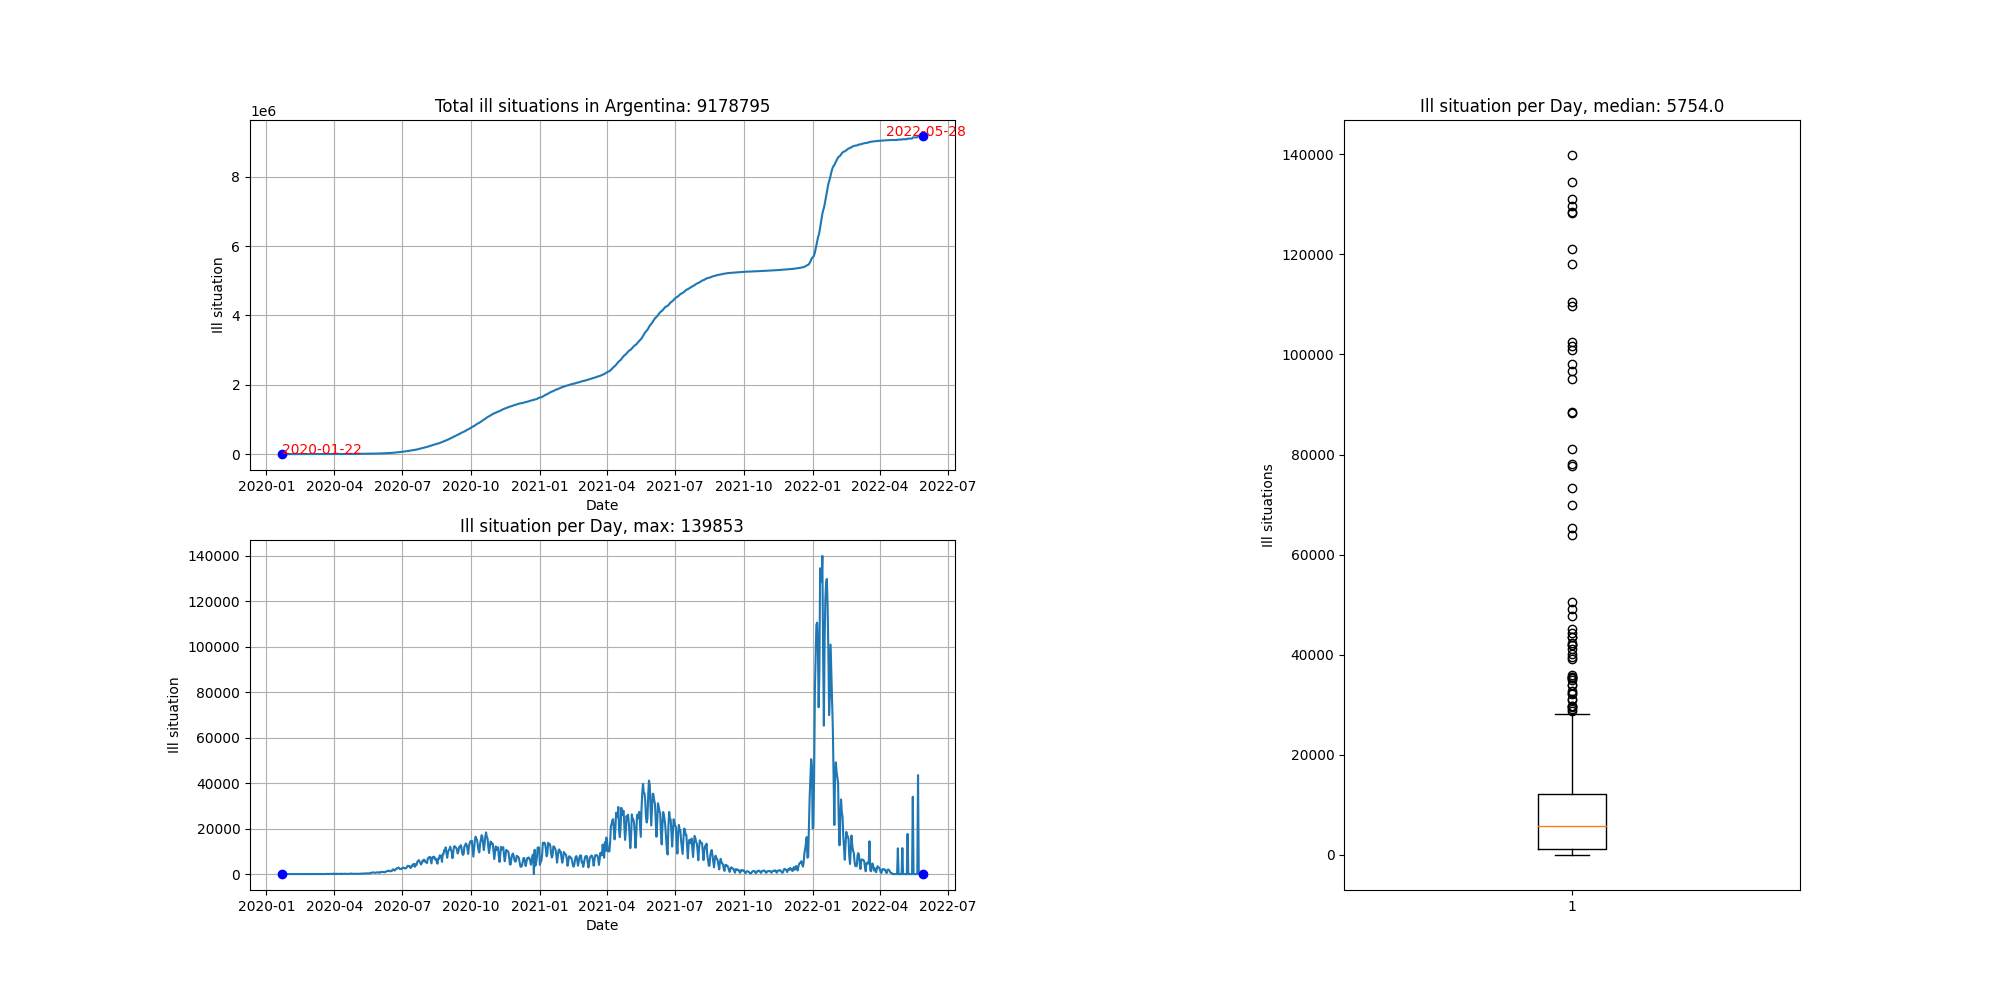 Total ill situations in Argentina: 9178795
1e6
2022-05-28
8
6
4
2
0
Ill situation
2020-01-22
2020-01 2020-04 2020-07 2020-10 2021-01 2021-04 2021-07 2021-10 2022-01 2022-04 2022-07
Date
Ill situation per Day, max: 139853
140000
120000
100000
80000
60000
40000
20000
0
Ill situation
2020-01 2020-04 2020-07 2020-10 2021-01 2021-04 2021-07 2021-10 2022-01 2022-04 2022-07
Date
Ill situation per Day, median: 5754.0
140000
120000
100000
80000
60000
40000
20000
0
Ill situations
1